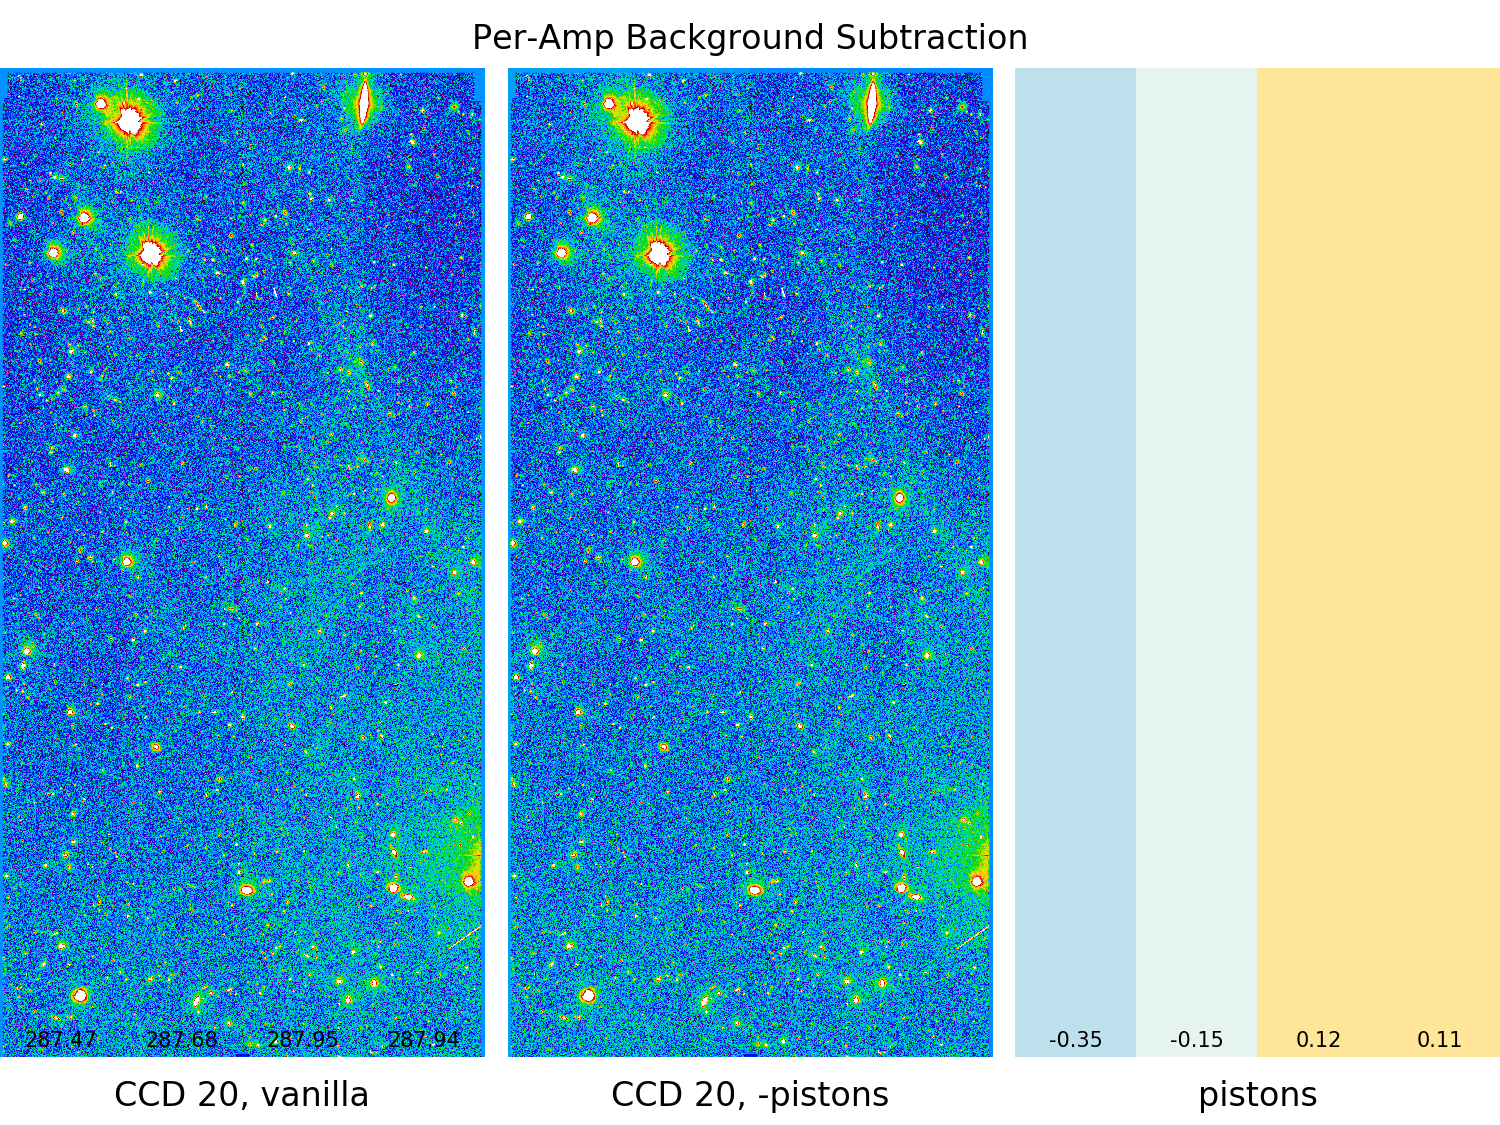 Per-Amp Background Subtraction
287.47 287.68 287.95 287.94
-0.35 -0.15 0.12 0.11
CCD 20, vanilla
CCD 20, -pistons
pistons